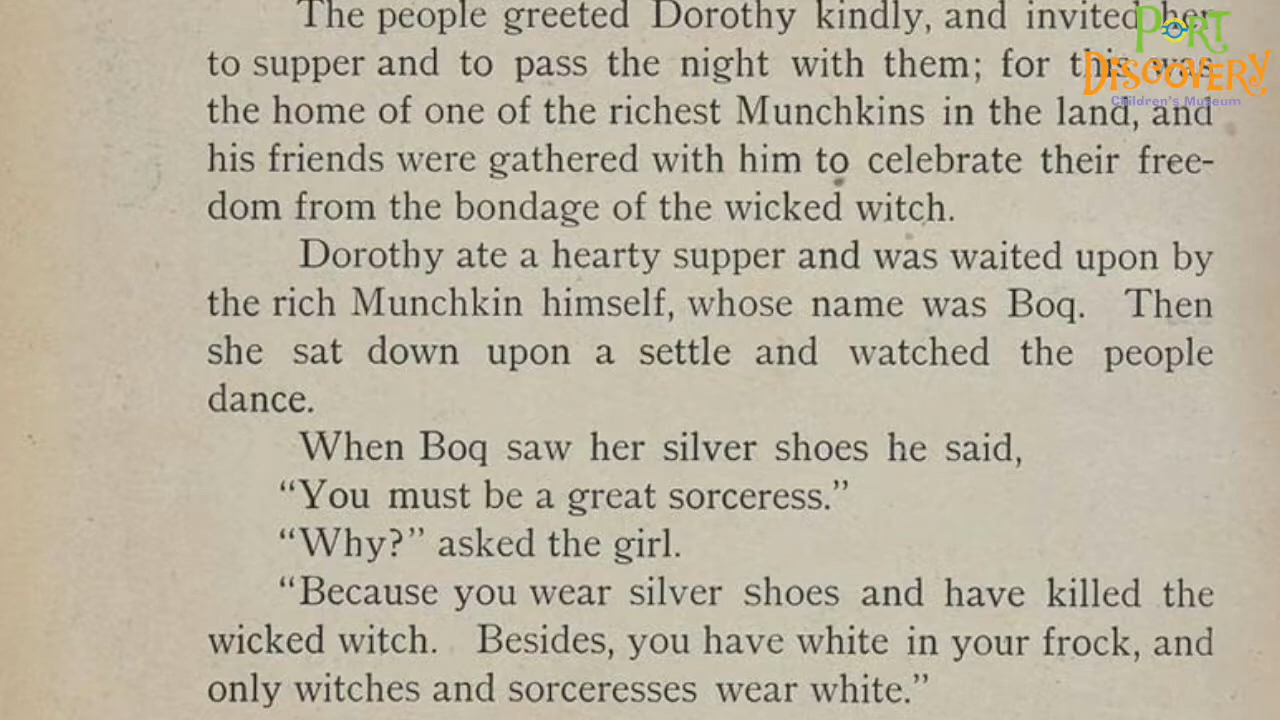 The people greeted Dorothy kindly, and invited her
to supper and to pass the night with them; for this was
the home of one of the richest Munchkins in the land, and
his friends were gathered with him to celebrate their free-
dom from the bondage of the wicked witch.
Dorothy ate a hearty supper and was waited upon by
the rich Munchkin himself, whose name was Boq. Then
she sat down upon a settle and watched the people
dance.
When Boq saw her silver shoes he said,
“You must be a great sorceress.”
“Why?” asked the girl.
“Because you wear silver shoes and have killed the
wicked witch. Besides, you have white in your frock, and
only witches and sorceresses wear white.”
PORT
DISCOVERY
Children's Museum